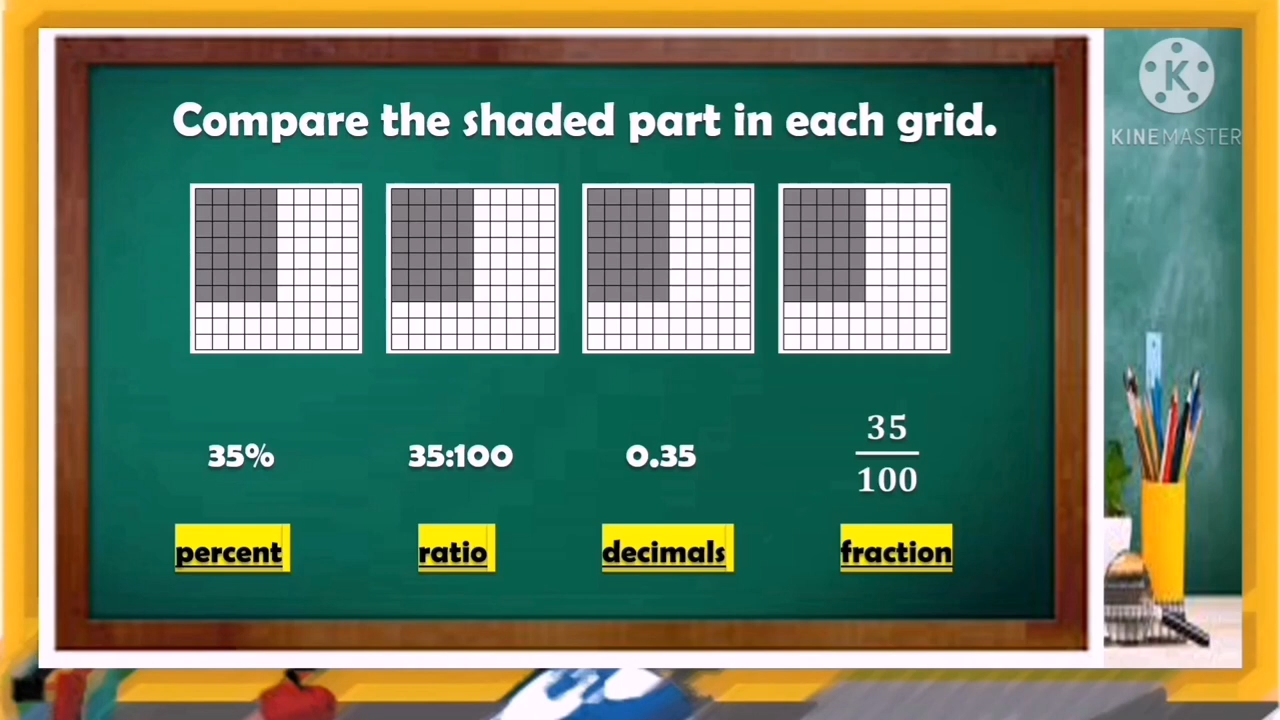 Compare the shaded part in each grid.
K
KINEMASTER
35% 35:100 0.35 35/100
percent ratio decimals fraction